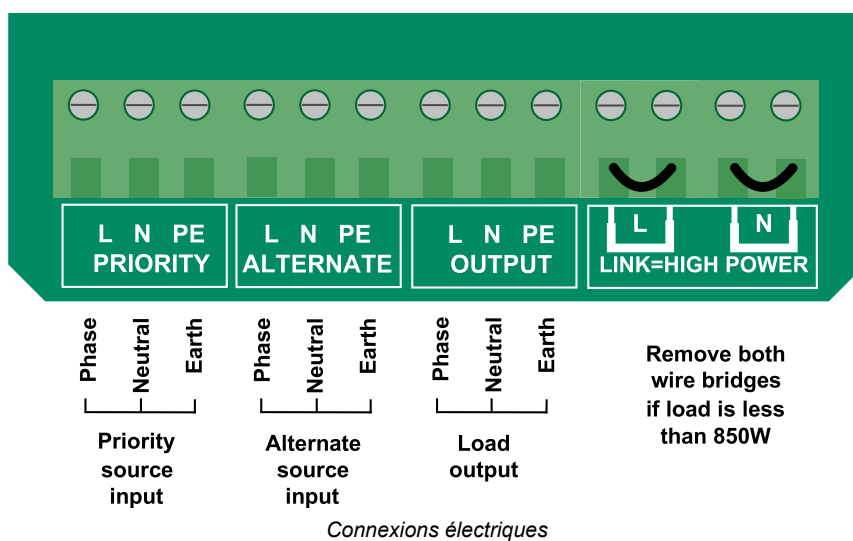 L N PE
PRIORITY
L N PE
ALTERNATE
L N PE
OUTPUT
L
N
LINK=HIGH POWER
Phase
Neutral
Earth
Phase
Neutral
Earth
Phase
Neutral
Earth
Priority
source
input
Alternate
source
input
Load
output
Remove both
wire bridges
if load is less
than 850W
Connexions électriques